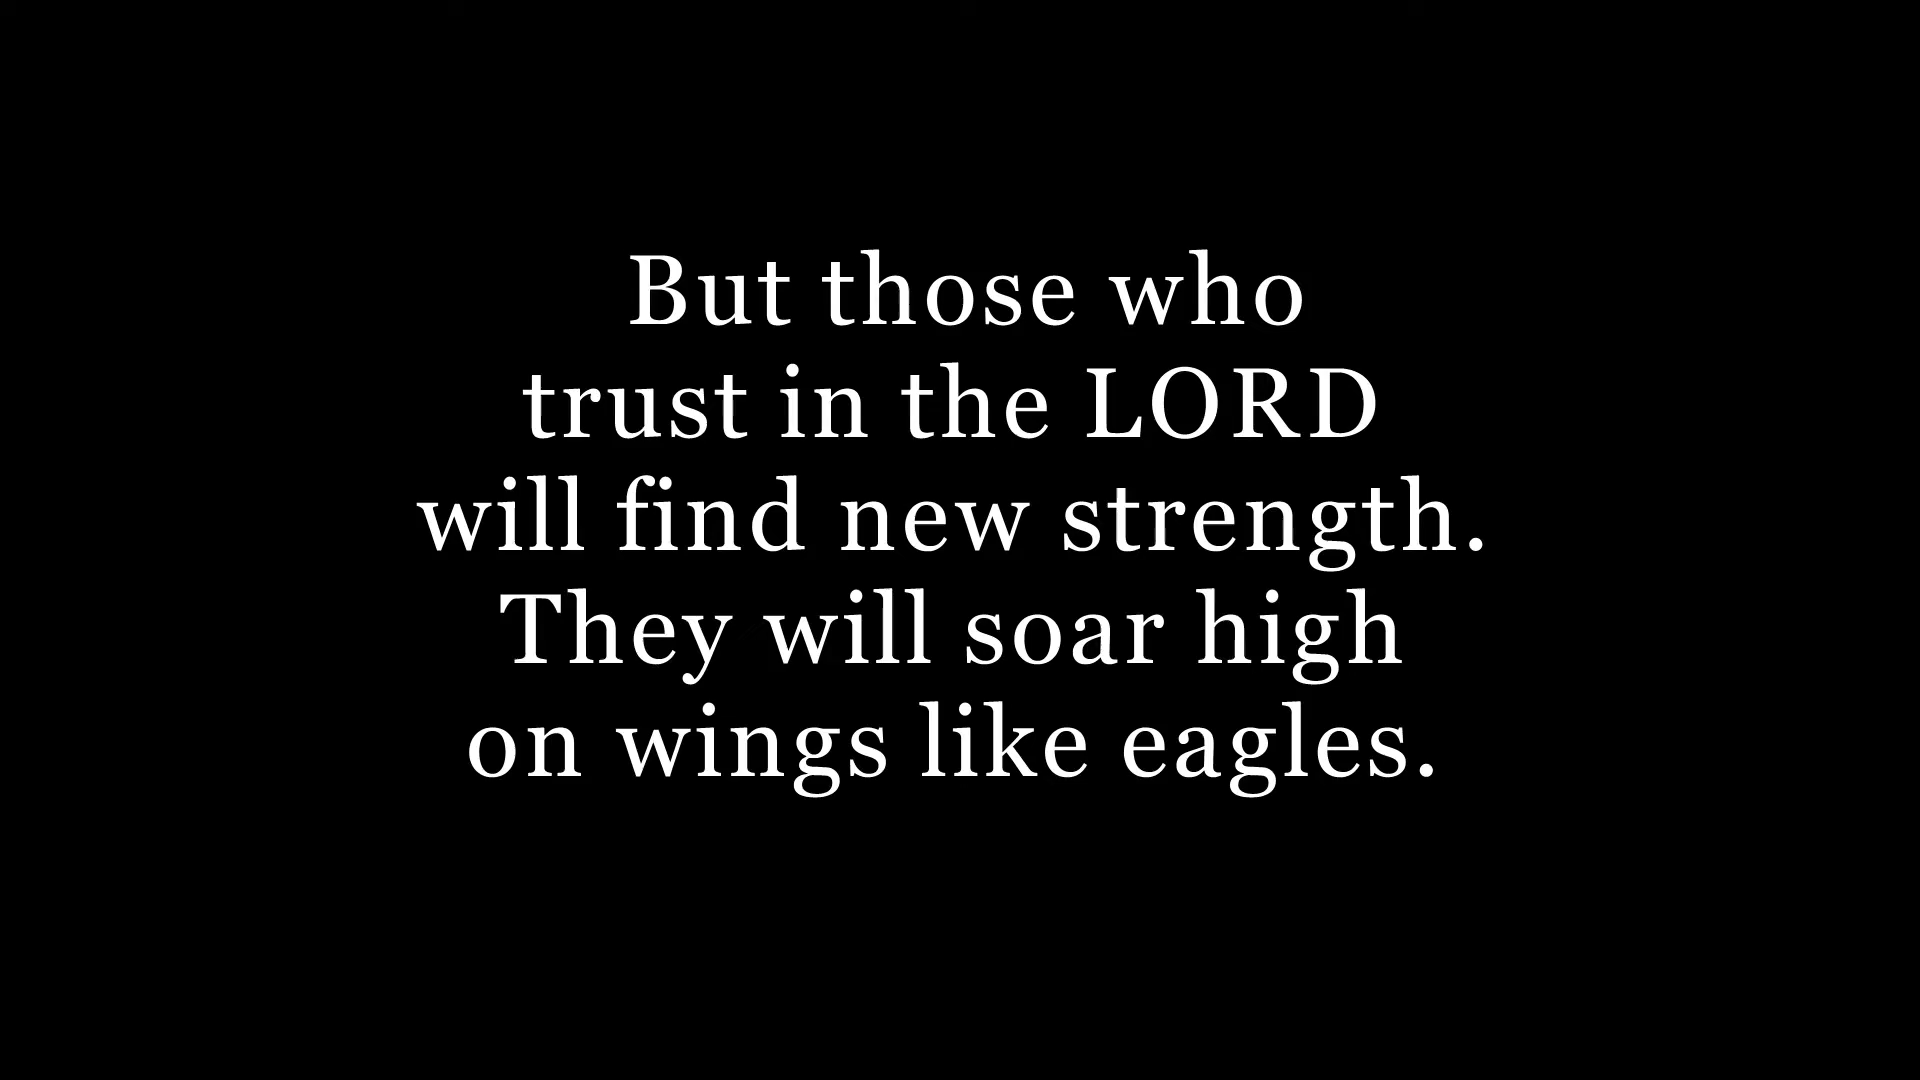 But those who
trust in the LORD
will find new strength.
They will soar high
on wings like eagles.